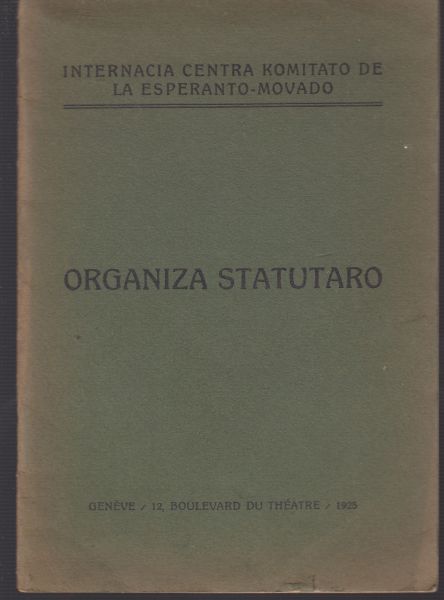 INTERNACIA CENTRA KOMITATO DE
LA ESPERANTO-MOVADO
ORGANIZA STATUTARO
GENÈVE / 12, BOULEVARD DU THÉATRE / 1925